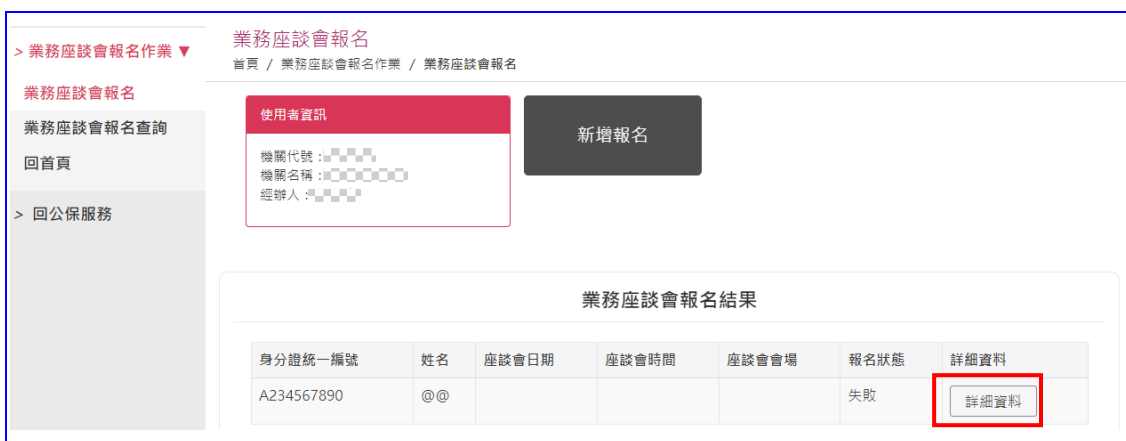 > 業務座談會報名作業 ▼
業務座談會報名
業務座談會報名查詢
回首頁
> 回公保服務
業務座談會報名
首頁 / 業務座談會報名作業 / 業務座談會報名
使用者資訊
機關代號：
機關名稱：
經辦人：
新增報名
業務座談會報名結果
身分證統一編號 姓名 座談會日期 座談會時間 座談會會場 報名狀態 詳細資料
A234567890 @@ 失敗 詳細資料